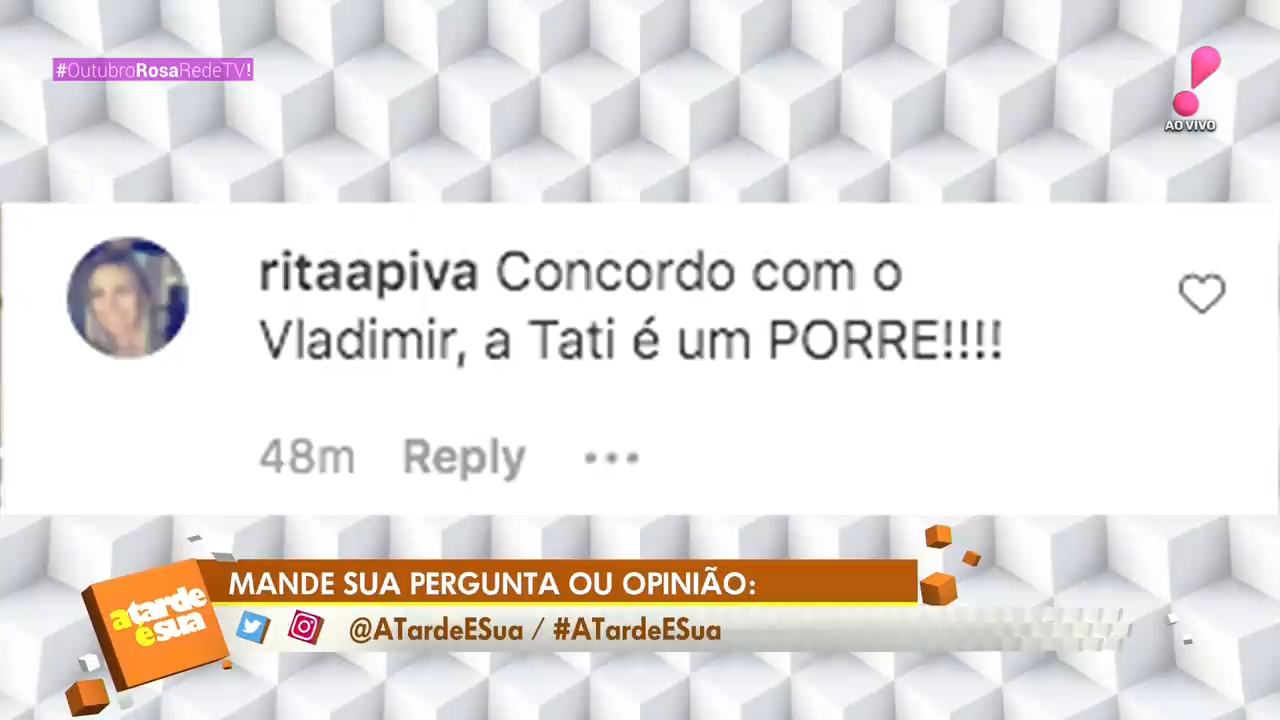 #OutubroRosaRedeTV!
AO VIVO
ritaapiva Concordo com o
Vladimir, a Tati é um PORRE!!!!
48m Reply ...
MANDE SUA PERGUNTA OU OPINIÃO:
a tarde
é sua
@ATardeESua / #ATardeESua